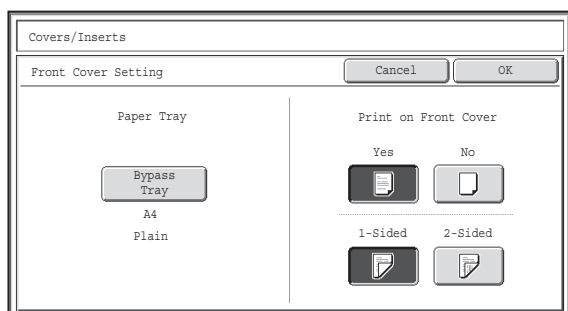 Covers/Inserts
Front Cover Setting
Cancel
OK
Paper Tray
Bypass
Tray
A4
Plain
Print on Front Cover
Yes
No
1-Sided
2-Sided